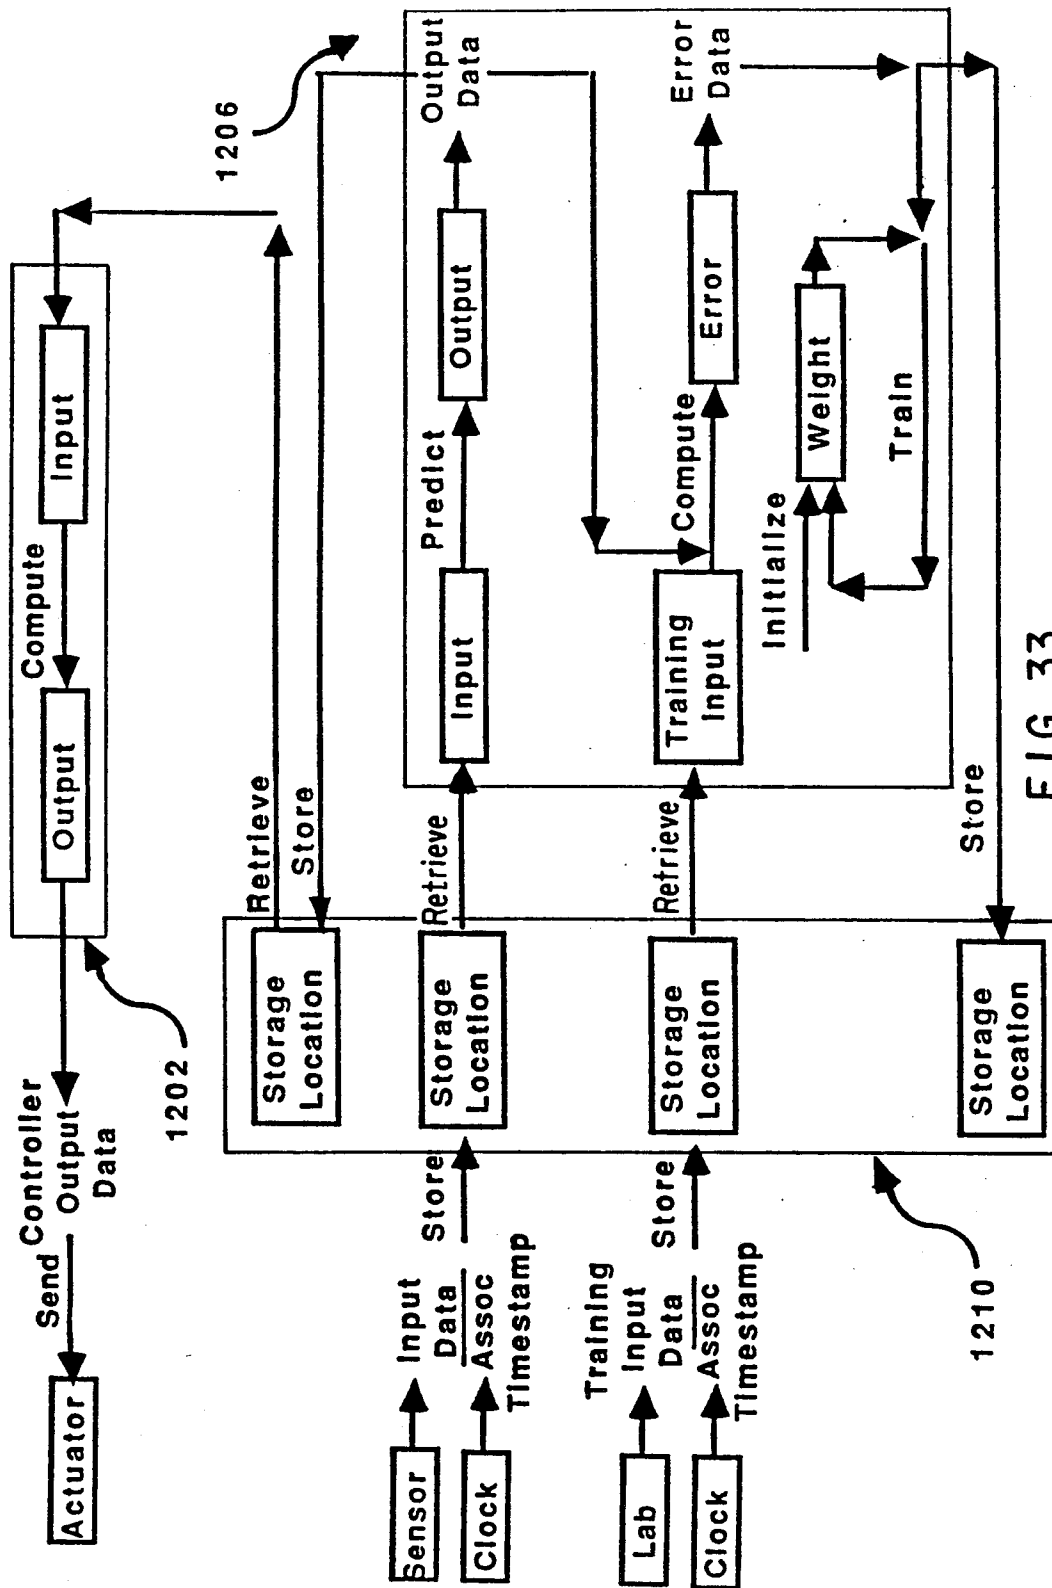 Actuator
Send
Controller
Output
Data
1202
Output
Compute
Input
1206
Retrieve
Store
Storage
Location
Sensor
Input
Data
Clock
Assoc
Timestamp
Store
Storage
Location
Retrieve
Input
Predict
Output
Output
Data
Lab
Training
Input
Data
Clock
Assoc
Timestamp
Store
Storage
Location
Retrieve
Training
Input
Compute
Error
Error
Data
Initialize
Weight
Train
1210
Storage
Location
Store
FIG 33